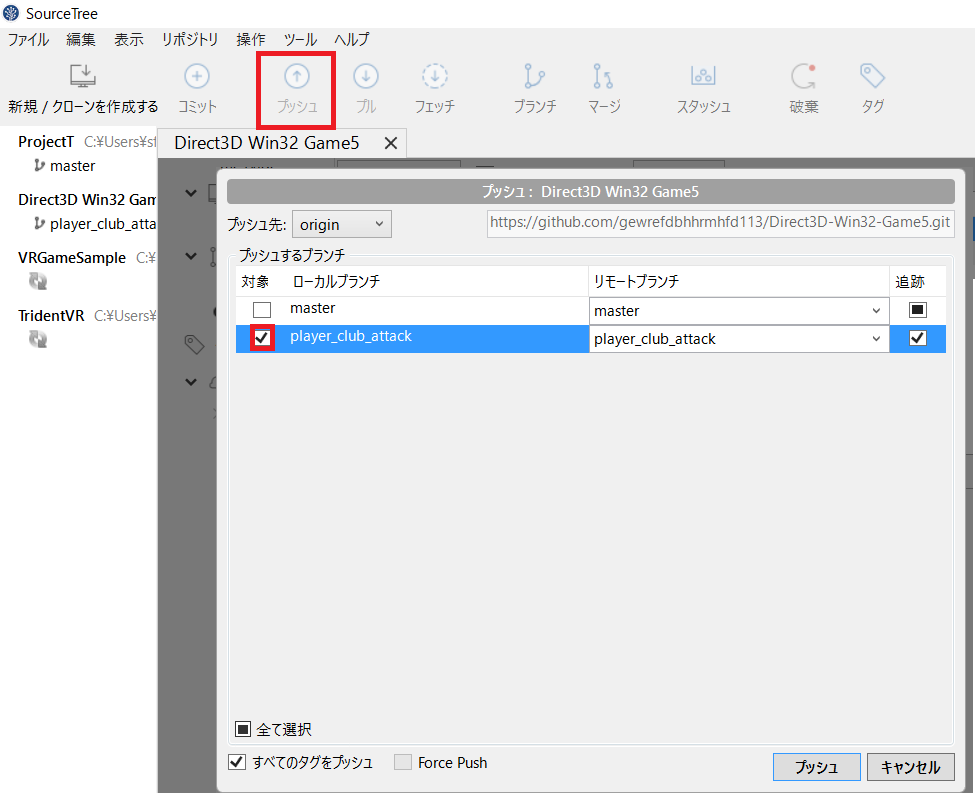 SourceTree
ファイル 編集 表示 リポジトリ 操作 ツール ヘルプ
新規 / クローンを作成する コミット プッシュ プル フェッチ ブランチ マージ スタッシュ 破棄 タグ
ProjectT C:¥Users¥st
master
Direct3D Win32 Gam
player_club_atta
VRGameSample C:¥
TridentVR C:¥Users¥
Direct3D Win32 Game5
プッシュ : Direct3D Win32 Game5
プッシュ先: origin https://github.com/gewrefdbhhrmhfd113/Direct3D-Win32-Game5.git
プッシュするブランチ
対象 ローカルブランチ リモートブランチ 追跡
master master
player_club_attack player_club_attack
全て選択
すべてのタグをプッシュ Force Push プッシュ キャンセル